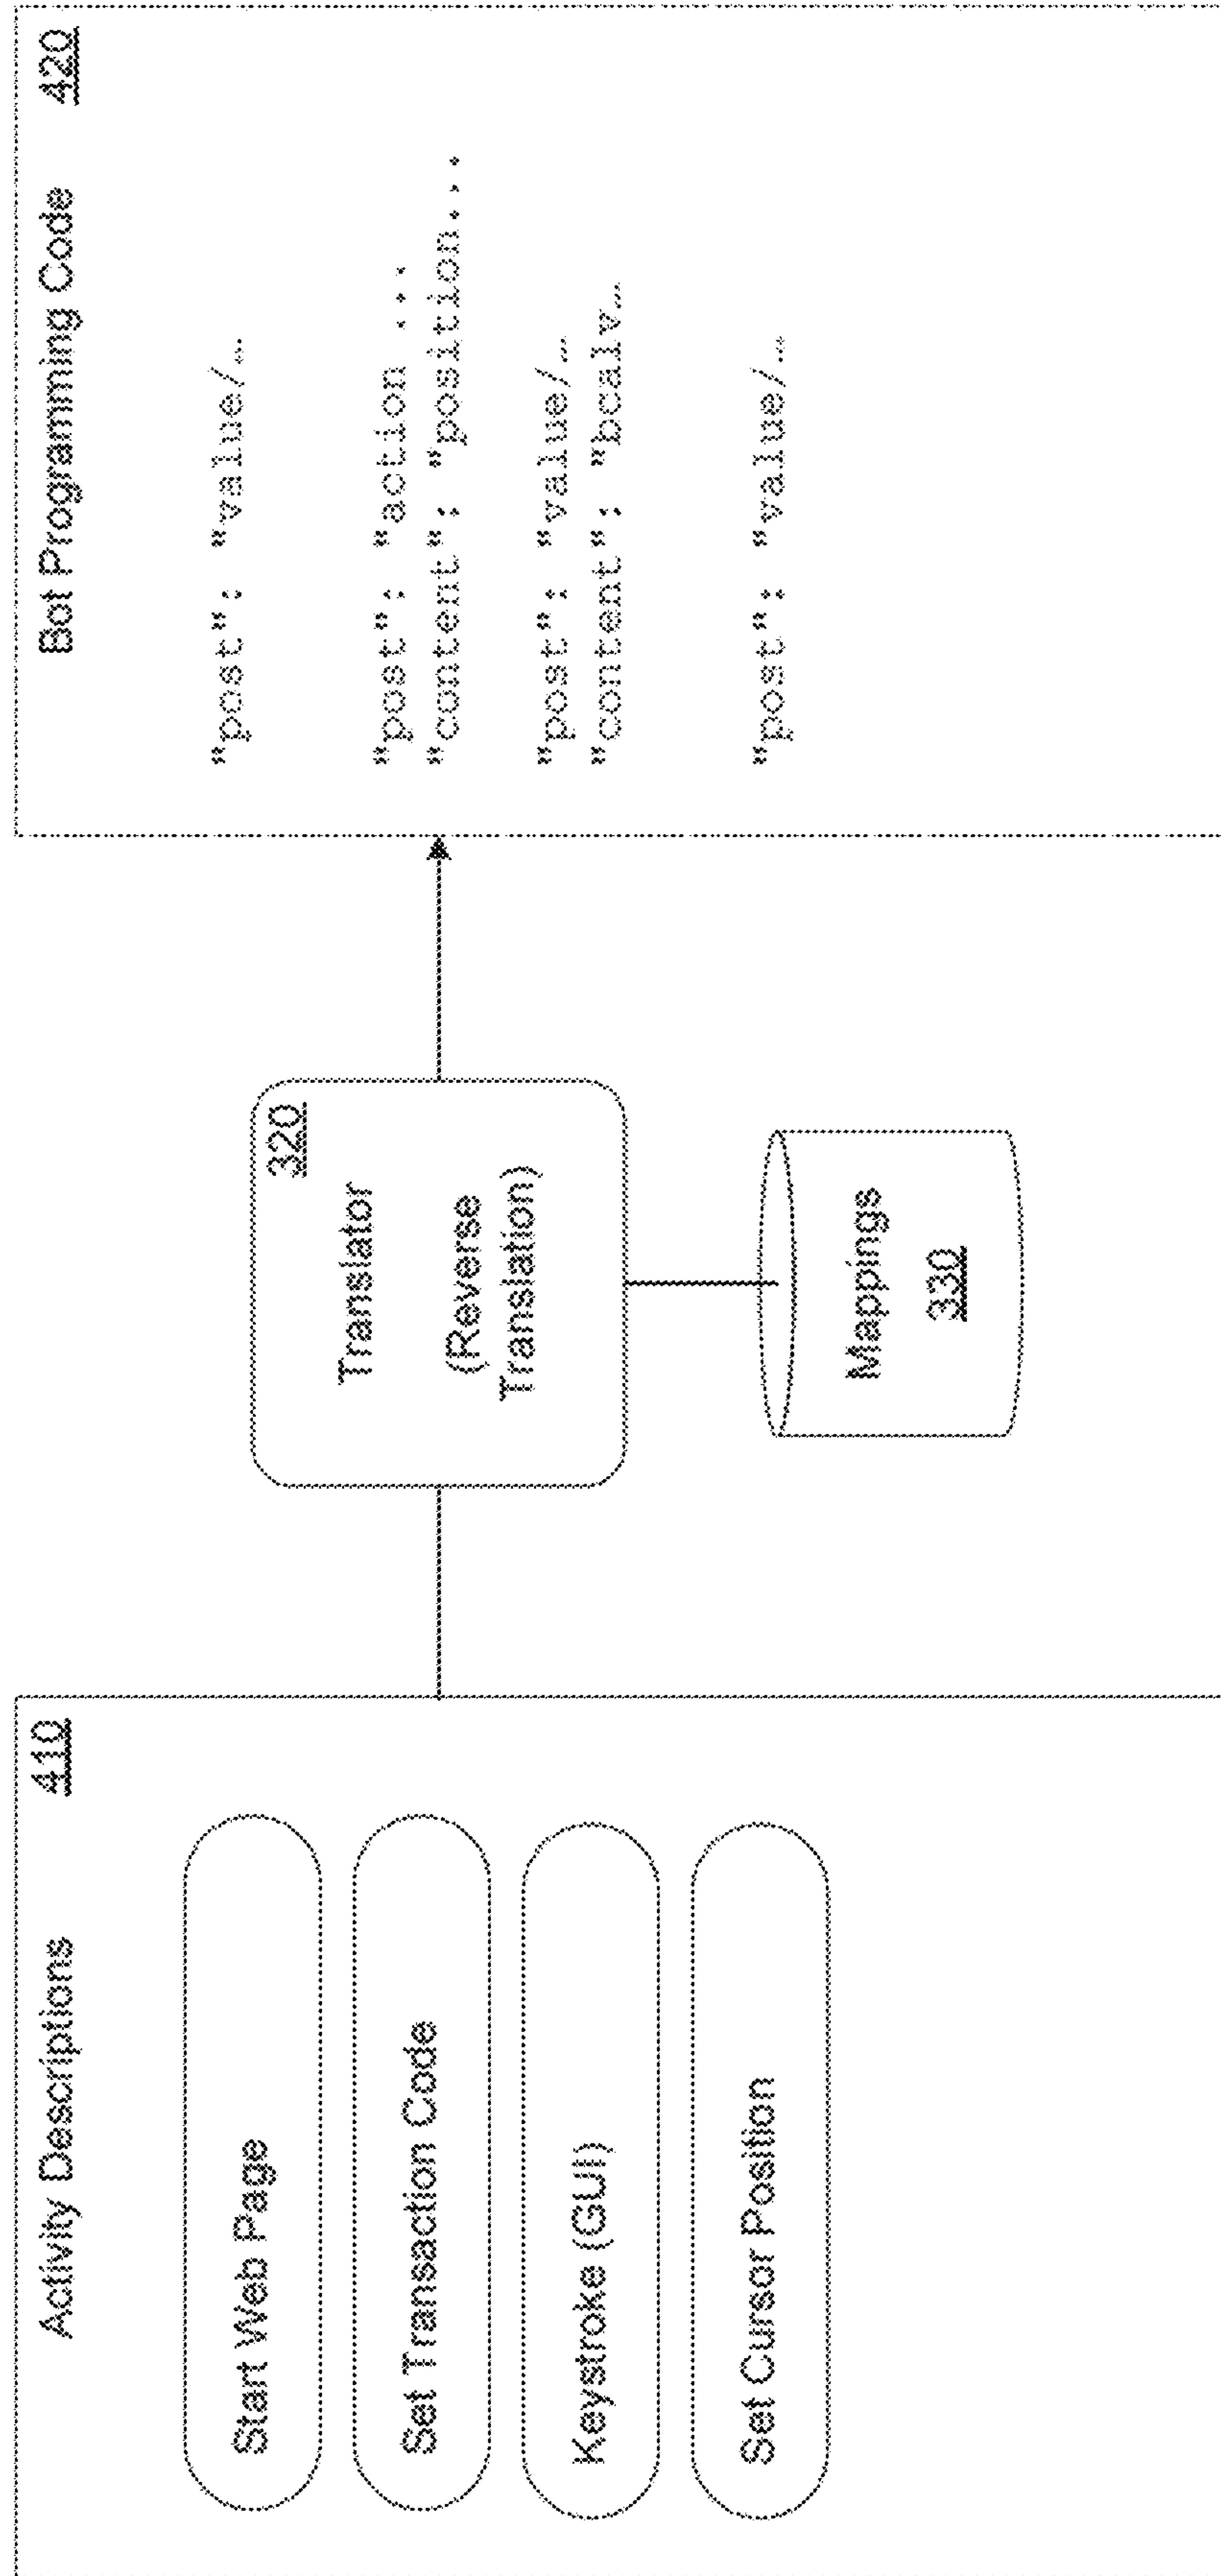 Activity Descriptions
410
Start Web Page
Set Transaction Code
Keystroke (GUI)
Set Cursor Position
320
Translator
(Reverse
Translation)
Mappings
330
Bot Programming Code
420
"post": "value/…
"post": "action ...
"content": "position...
"post": "value/…
"content": "bcalv…
"post": "value/…